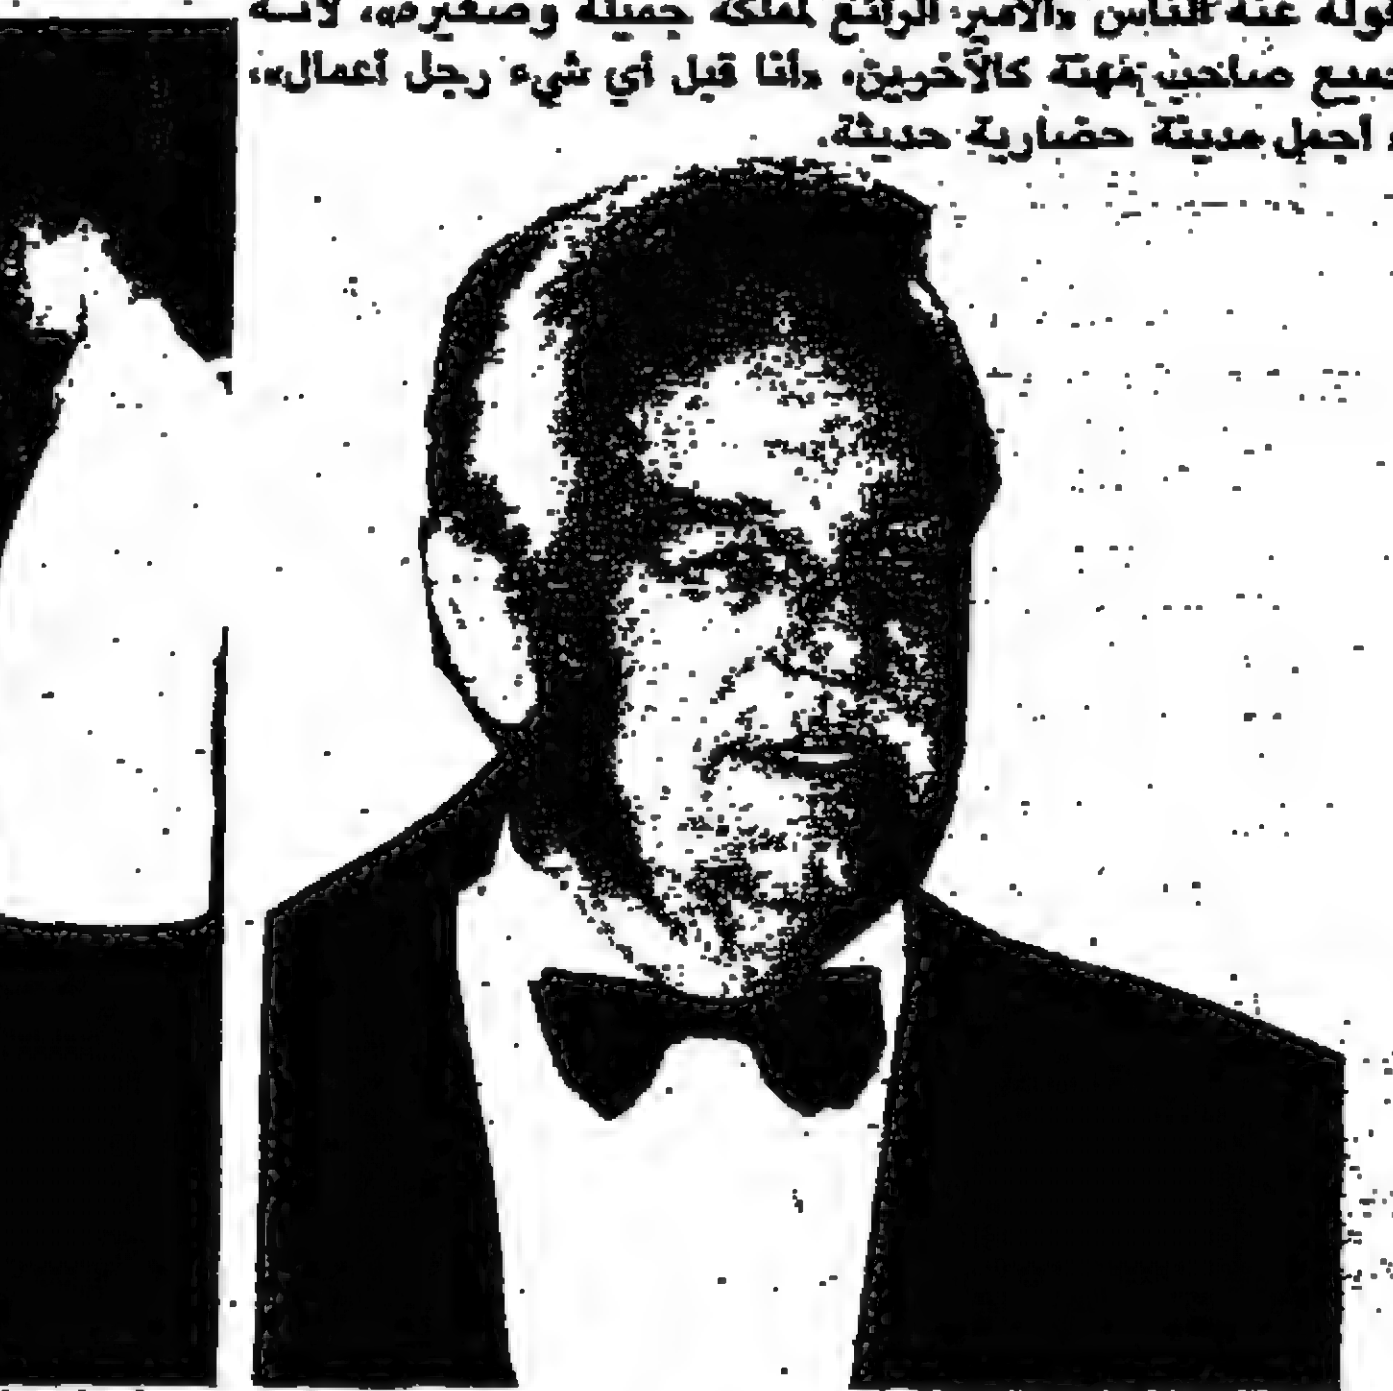 عنه الناس «الأمير الرائع لمملكة جميلة وصغيرة»، لأنه
صاحب مهنة كالآخرين. «أنا قبل أي شيء رجل أعمال»،
أجمل مدينة حضارية حديثة.